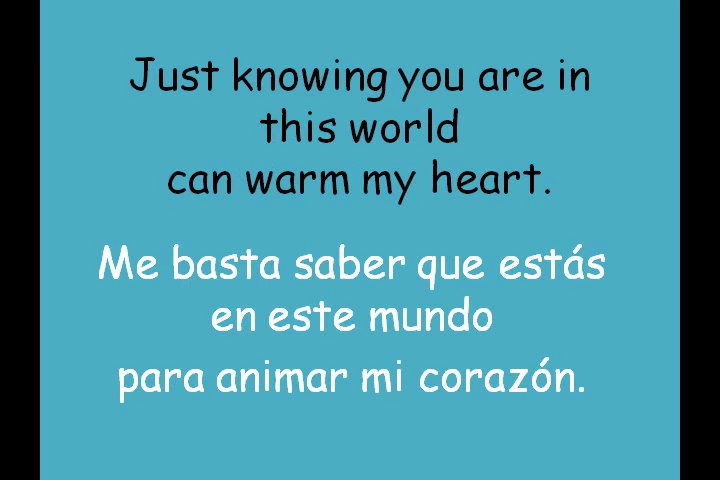 Just knowing you are in
this world
can warm my heart.
Me basta saber que estás
en este mundo
para animar mi corazón.